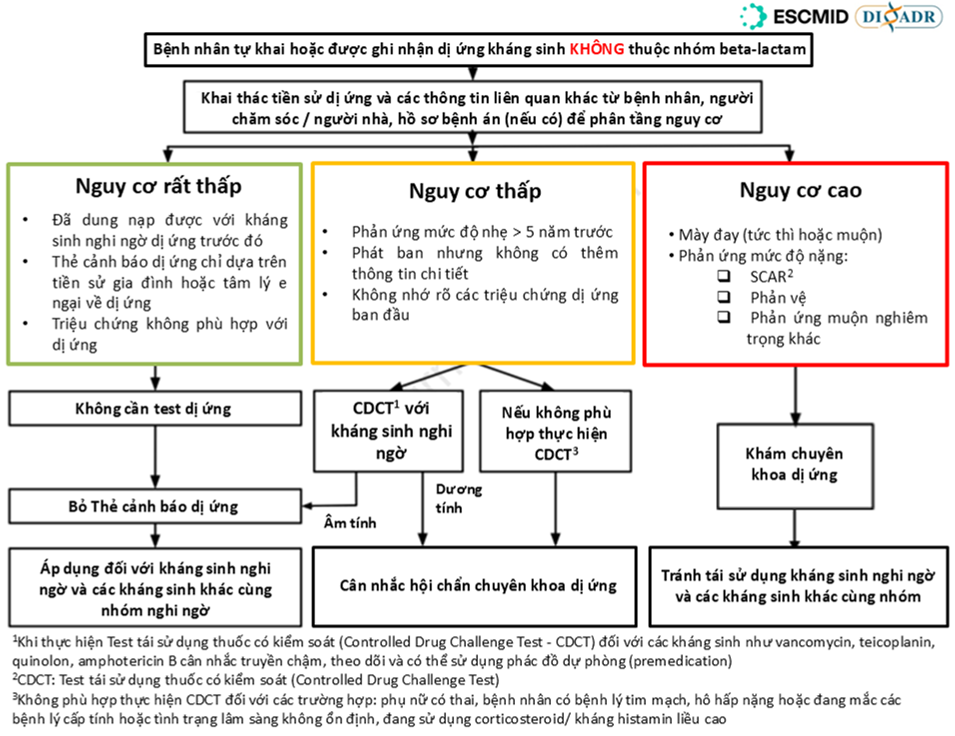 ESCMID DI & ADR
Bệnh nhân tự khai hoặc được ghi nhận dị ứng kháng sinh KHÔNG thuộc nhóm beta-lactam
Khai thác tiền sử dị ứng và các thông tin liên quan khác từ bệnh nhân, người
chăm sóc / người nhà, hồ sơ bệnh án (nếu có) để phân tầng nguy cơ
Nguy cơ rất thấp
• Đã dung nạp được với kháng
sinh nghi ngờ dị ứng trước đó
• Thẻ cảnh báo dị ứng chỉ dựa trên
tiền sử gia đình hoặc tâm lý e
ngại về dị ứng
• Triệu chứng không phù hợp với
dị ứng
Nguy cơ thấp
• Phản ứng mức độ nhẹ > 5 năm trước
• Phát ban nhưng không có thêm
thông tin chi tiết
• Không nhớ rõ các triệu chứng dị ứng
ban đầu
Nguy cơ cao
• Mày đay (tức thì hoặc muộn)
• Phản ứng mức độ nặng:
❑ SCAR²
❑ Phản vệ
❑ Phản ứng muộn nghiêm
trọng khác
Không cần test dị ứng
CDCT¹ với
kháng sinh nghi
ngờ
Nếu không phù
hợp thực hiện
CDCT³
Khám chuyên
khoa dị ứng
Bỏ Thẻ cảnh báo dị ứng
Âm tính
Dương
tính
Áp dụng đối với kháng sinh nghi
ngờ và các kháng sinh khác cùng
nhóm nghi ngờ
Cân nhắc hội chẩn chuyên khoa dị ứng
Tránh tái sử dụng kháng sinh nghi ngờ
và các kháng sinh khác cùng nhóm
¹Khi thực hiện Test tái sử dụng thuốc có kiểm soát (Controlled Drug Challenge Test - CDCT) đối với các kháng sinh như vancomycin, teicoplanin,
quinolon, amphotericin B cân nhắc truyền chậm, theo dõi và có thể sử dụng phác đồ dự phòng (premedication)
²CDCT: Test tái sử dụng thuốc có kiểm soát (Controlled Drug Challenge Test)
³Không phù hợp thực hiện CDCT đối với các trường hợp: phụ nữ có thai, bệnh nhân có bệnh lý tim mạch, hô hấp nặng hoặc đang mắc các
bệnh lý cấp tính hoặc tình trạng lâm sàng không ổn định, đang sử dụng corticosteroid/ kháng histamin liều cao